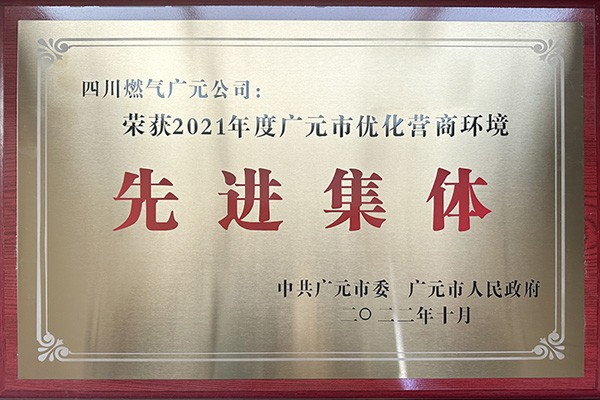 四川燃气广元公司：
荣获2021年度广元市优化营商环境
先进集体
中共广元市委 广元市人民政府
二〇二二年十月